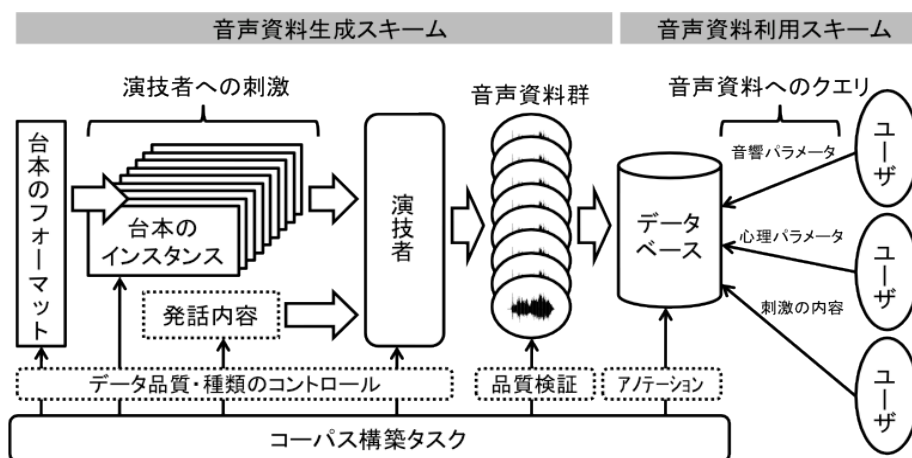 音声資料生成スキーム
音声資料利用スキーム
台本のフォーマット
演技者への刺激
台本の
インスタンス
発話内容
演技者
音声資料群
データ
ベース
音声資料へのクエリ
音響パラメータ
心理パラメータ
刺激の内容
ユーザ
ユーザ
ユーザ
データ品質・種類のコントロール
品質検証
アノテーション
コーパス構築タスク